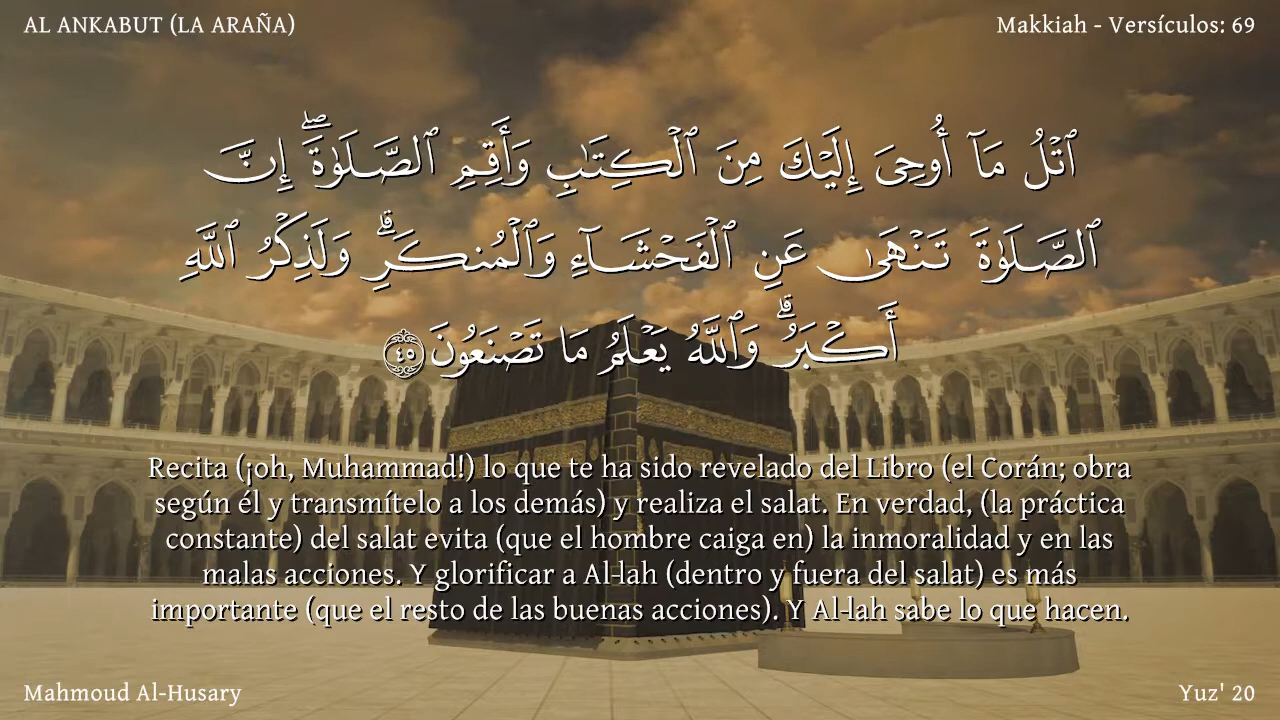 AL ANKABUT (LA ARAÑA)
Makkiah - Versículos: 69
ٱتۡلُ مَآ أُوحِيَ إِلَيۡكَ مِنَ ٱلۡكِتَٰبِ وَأَقِمِ ٱلصَّلَوٰةَۖ إِنَّ
ٱلصَّلَوٰةَ تَنۡهَىٰ عَنِ ٱلۡفَحۡشَآءِ وَٱلۡمُنكَرِۗ وَلَذِكۡرُ ٱللَّهِ
أَكۡبَرُۗ وَٱللَّهُ يَعۡلَمُ مَا تَصۡنَعُونَ ٤٥
Recita (¡oh, Muhammad!) lo que te ha sido revelado del Libro (el Corán; obra
según él y transmítelo a los demás) y realiza el salat. En verdad, (la práctica
constante) del salat evita (que el hombre caiga en) la inmoralidad y en las
malas acciones. Y glorificar a Al-lah (dentro y fuera del salat) es más
importante (que el resto de las buenas acciones). Y Al-lah sabe lo que hacen.
Mahmoud Al-Husary
Yuz' 20